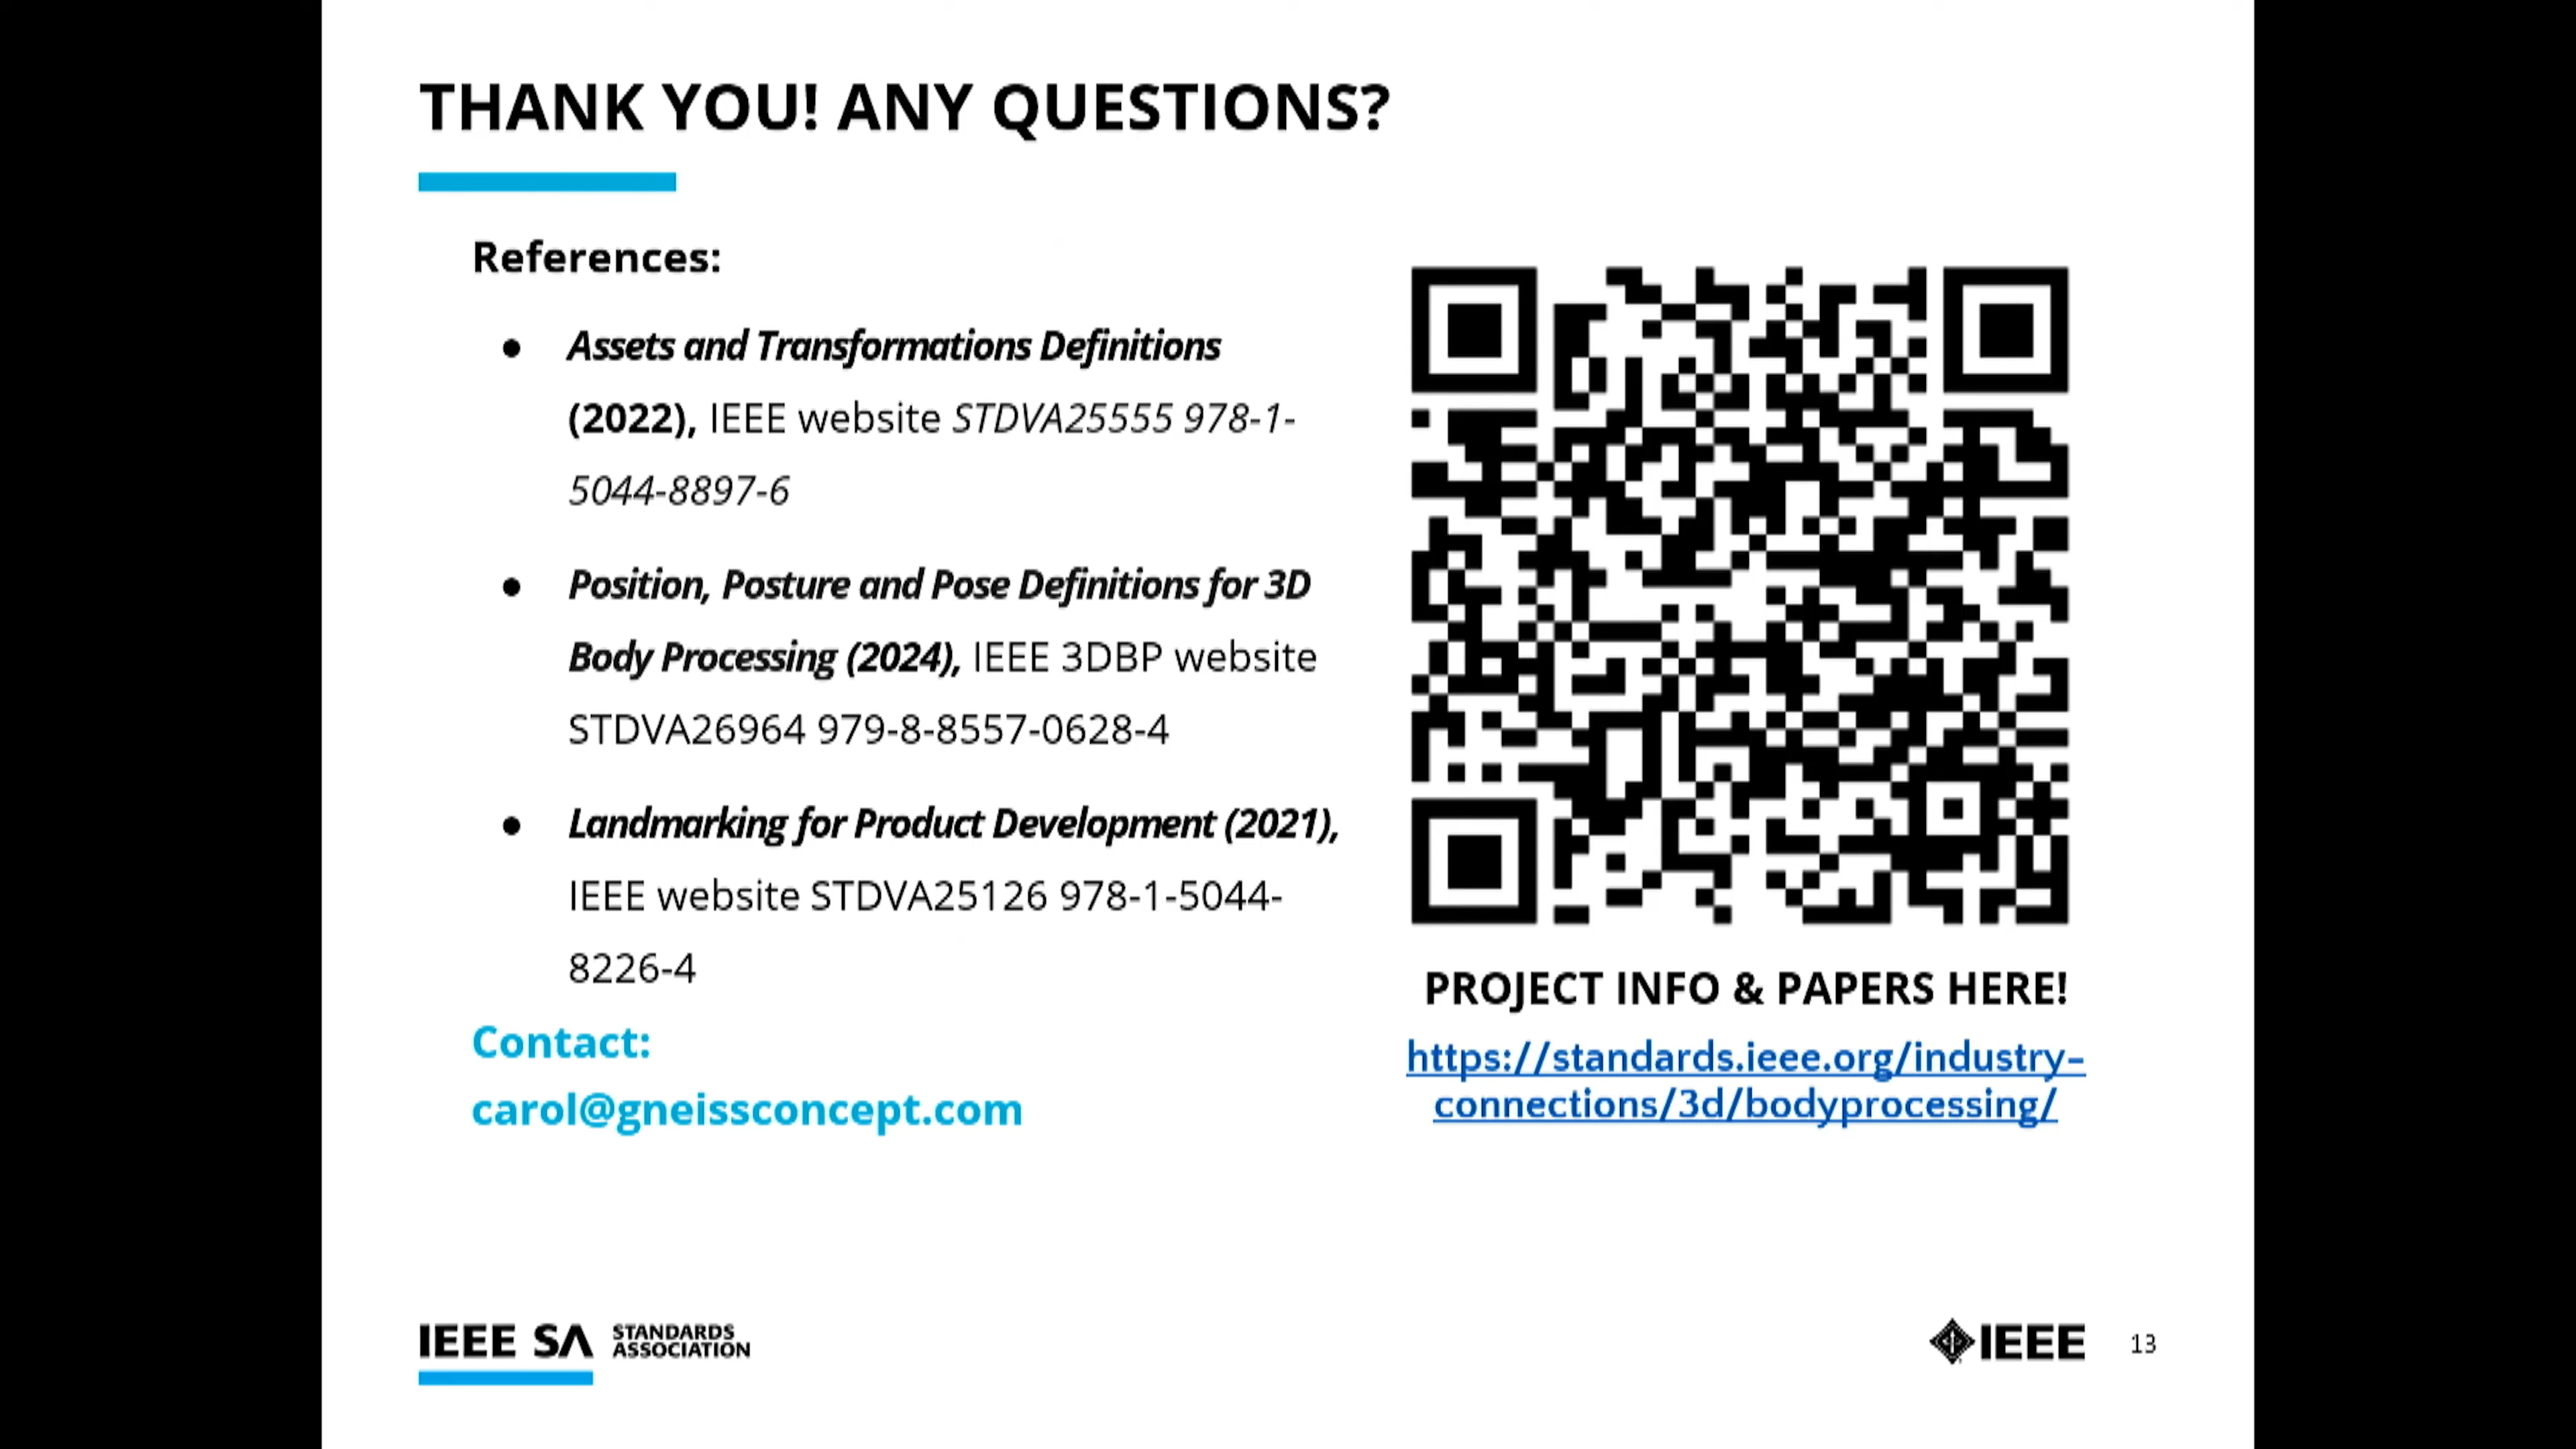 THANK YOU! ANY QUESTIONS?
References:
● Assets and Transformations Definitions
(2022), IEEE website STDVA25555 978-1-
5044-8897-6
● Position, Posture and Pose Definitions for 3D
Body Processing (2024), IEEE 3DBP website
STDVA26964 979-8-8557-0628-4
● Landmarking for Product Development (2021),
IEEE website STDVA25126 978-1-5044-
8226-4
Contact:
carol@gneissconcept.com
PROJECT INFO & PAPERS HERE!
https://standards.ieee.org/industry-
connections/3d/bodyprocessing/
IEEE SA STANDARDS
ASSOCIATION
IEEE
13